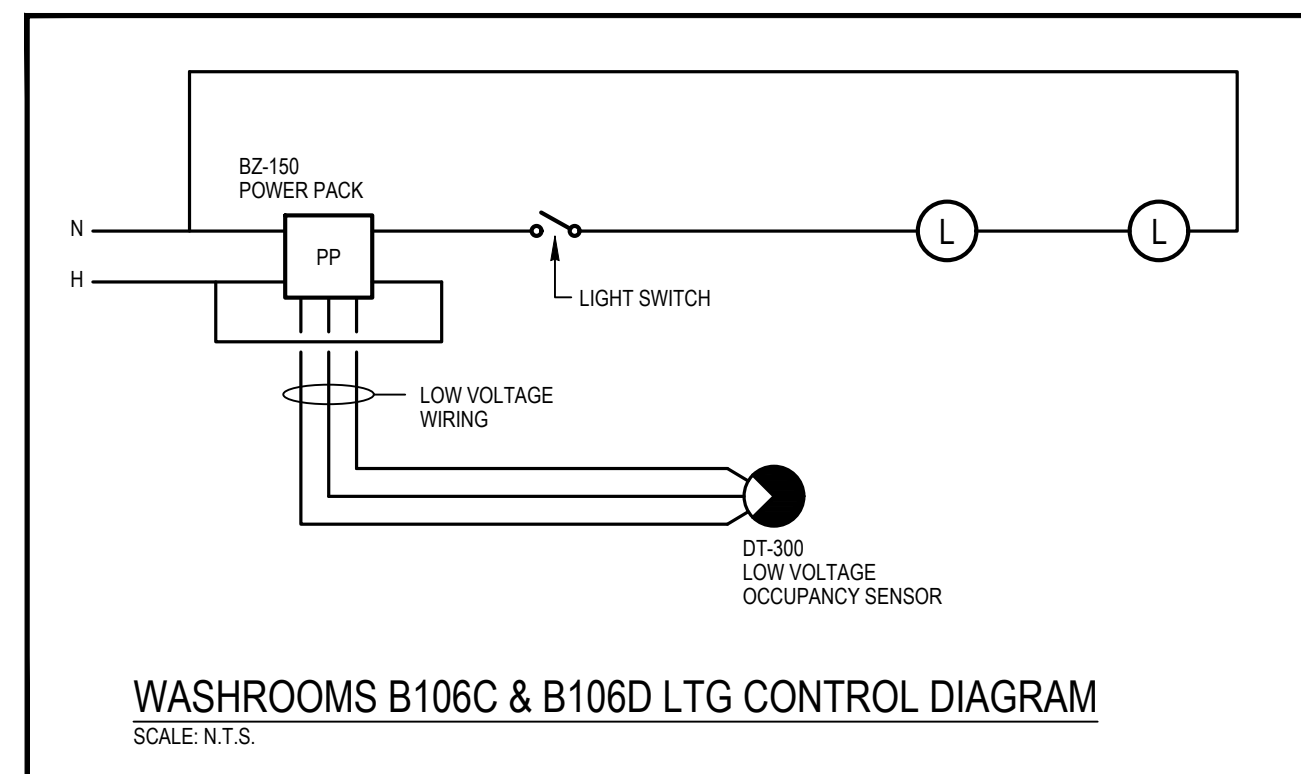 BZ-150
POWER PACK
N
PP
L
L
H
LIGHT SWITCH
LOW VOLTAGE
WIRING
DT-300
LOW VOLTAGE
OCCUPANCY SENSOR
WASHROOMS B106C & B106D LTG CONTROL DIAGRAM
SCALE: N.T.S.